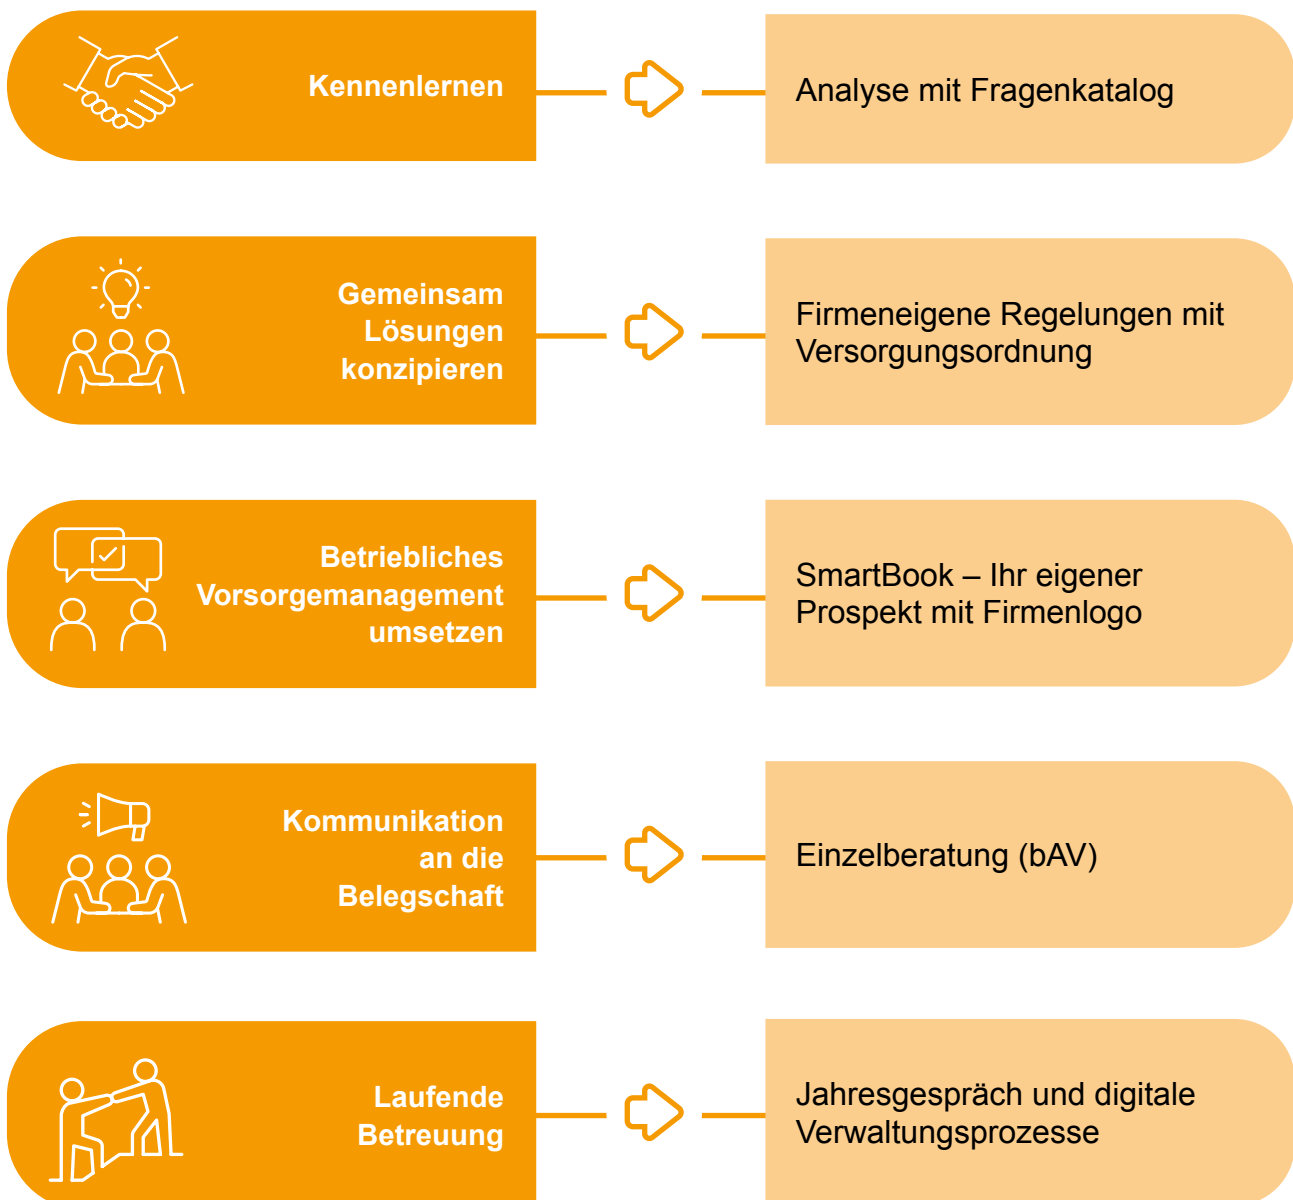 Kennenlernen
Analyse mit Fragenkatalog
Gemeinsam
Lösungen
konzipieren
Firmeneigene Regelungen mit
Versorgungsordnung
Betriebliches
Vorsorgemanagement
umsetzen
SmartBook – Ihr eigener
Prospekt mit Firmenlogo
Kommunikation
an die
Belegschaft
Einzelberatung (bAV)
Laufende
Betreuung
Jahresgespräch und digitale
Verwaltungsprozesse